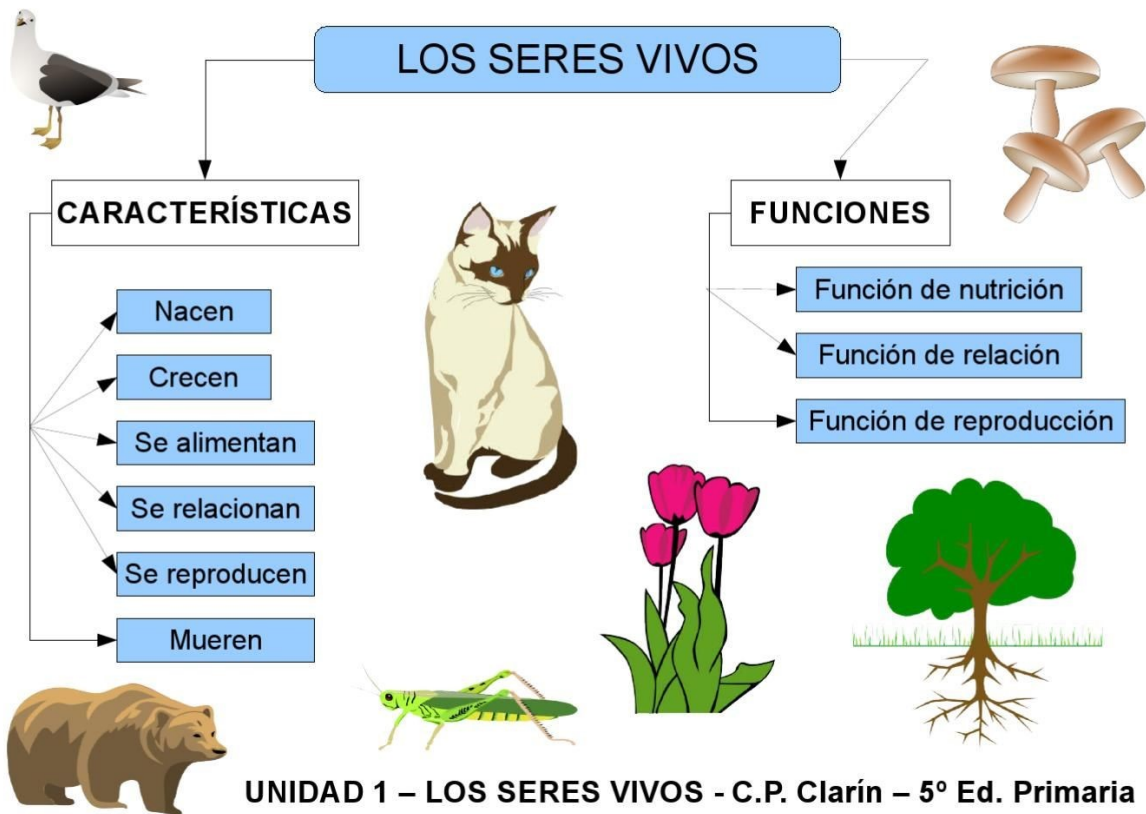 LOS SERES VIVOS
CARACTERÍSTICAS
Nacen
Crecen
Se alimentan
Se relacionan
Se reproducen
Mueren
FUNCIONES
Función de nutrición
Función de relación
Función de reproducción
UNIDAD 1 – LOS SERES VIVOS - C.P. Clarín – 5º Ed. Primaria